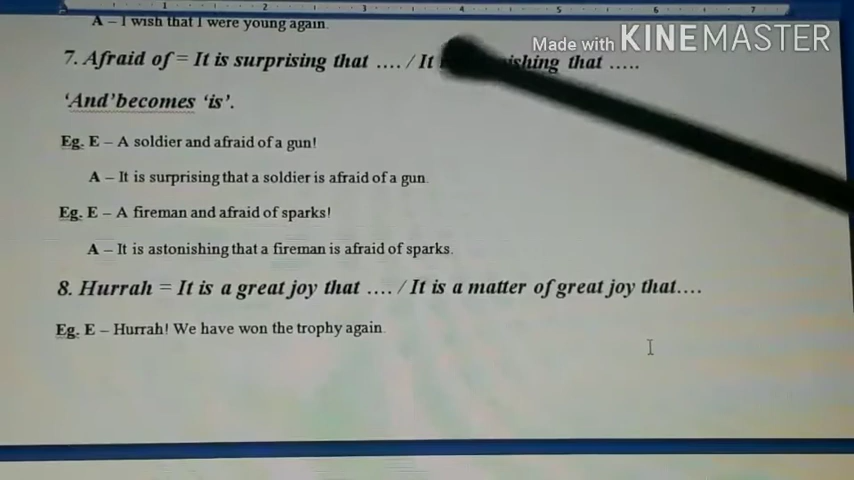 A – I wish that I were young again.
Made with KINEMASTER
7. Afraid of = It is surprising that .... / It that .....
'And' becomes 'is'.
Eg. E – A soldier and afraid of a gun!
A – It is surprising that a soldier is afraid of a gun.
Eg. E – A fireman and afraid of sparks!
A – It is astonishing that a fireman is afraid of sparks.
8. Hurrah = It is a great joy that .... / It is a matter of great joy that....
Eg. E – Hurrah! We have won the trophy again.